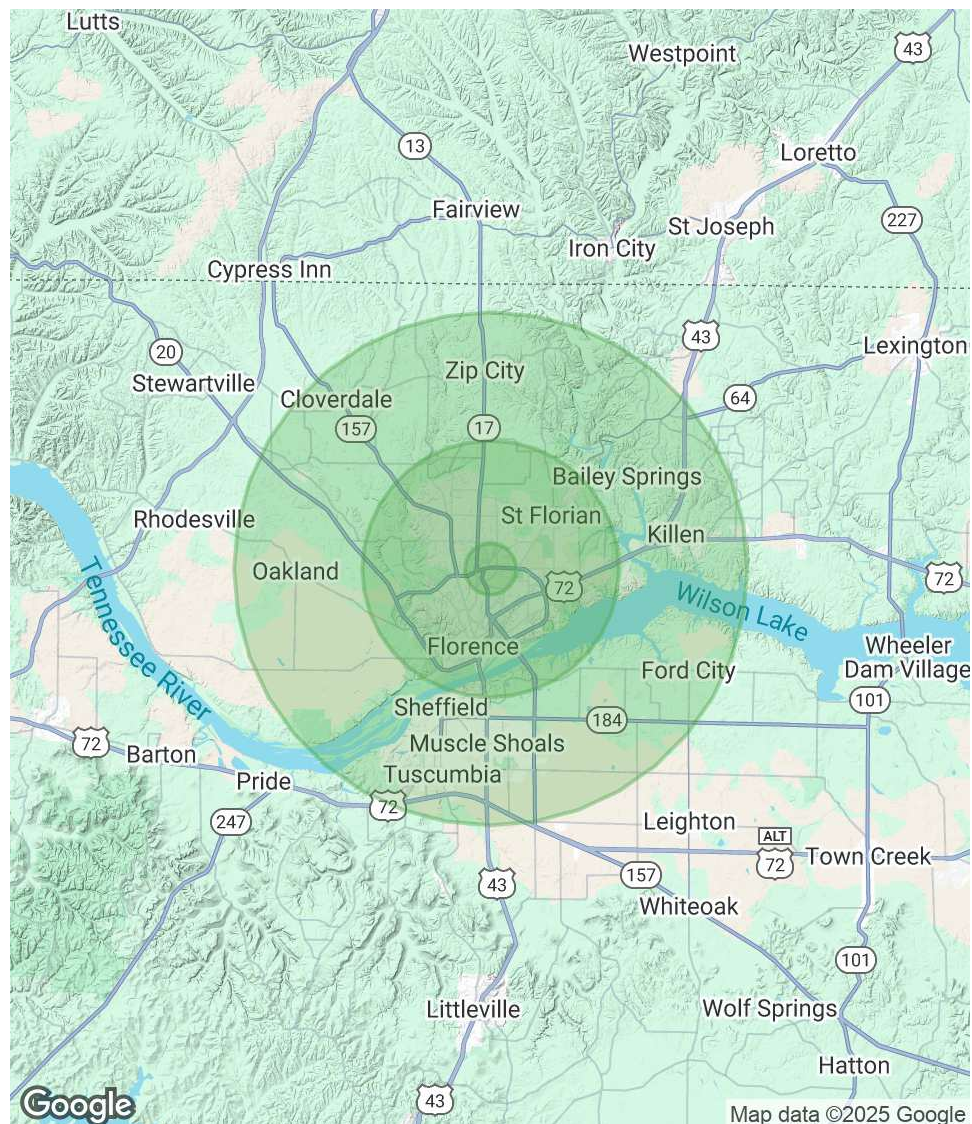 Lutts
Westpoint
43
13
Loretto
Fairview
St Joseph
227
Iron City
Cypress Inn
43
Lexington
20
Zip City
Stewartville
Cloverdale
64
157
17
Bailey Springs
St Florian
Rhodesville
Killen
Oakland
72
72
Tennessee River
Wilson Lake
Florence
Wheeler
Dam Village
Ford City
101
Sheffield
184
72
Muscle Shoals
Barton
Tuscumbia
Pride
72
247
Leighton
ALT
72
Town Creek
157
43
Whiteoak
101
Littleville
Wolf Springs
Hatton
43
Google
Map data ©2025 Google